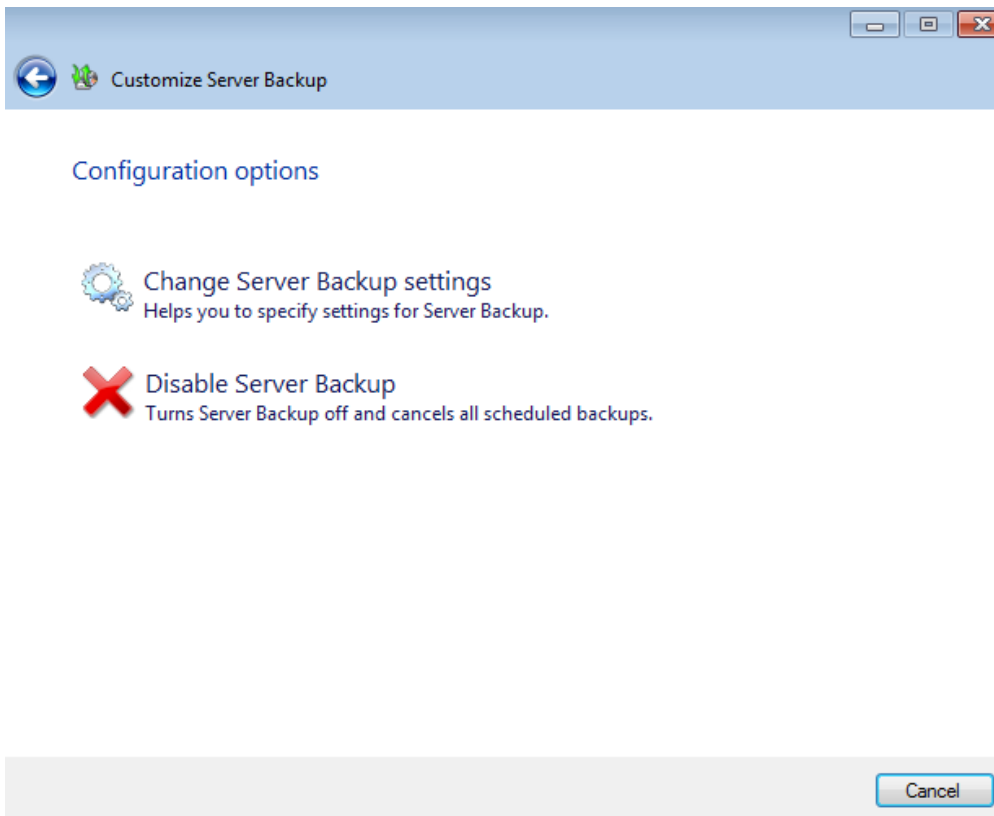 Customize Server Backup
Configuration options
Change Server Backup settings
Helps you to specify settings for Server Backup.
Disable Server Backup
Turns Server Backup off and cancels all scheduled backups.
Cancel